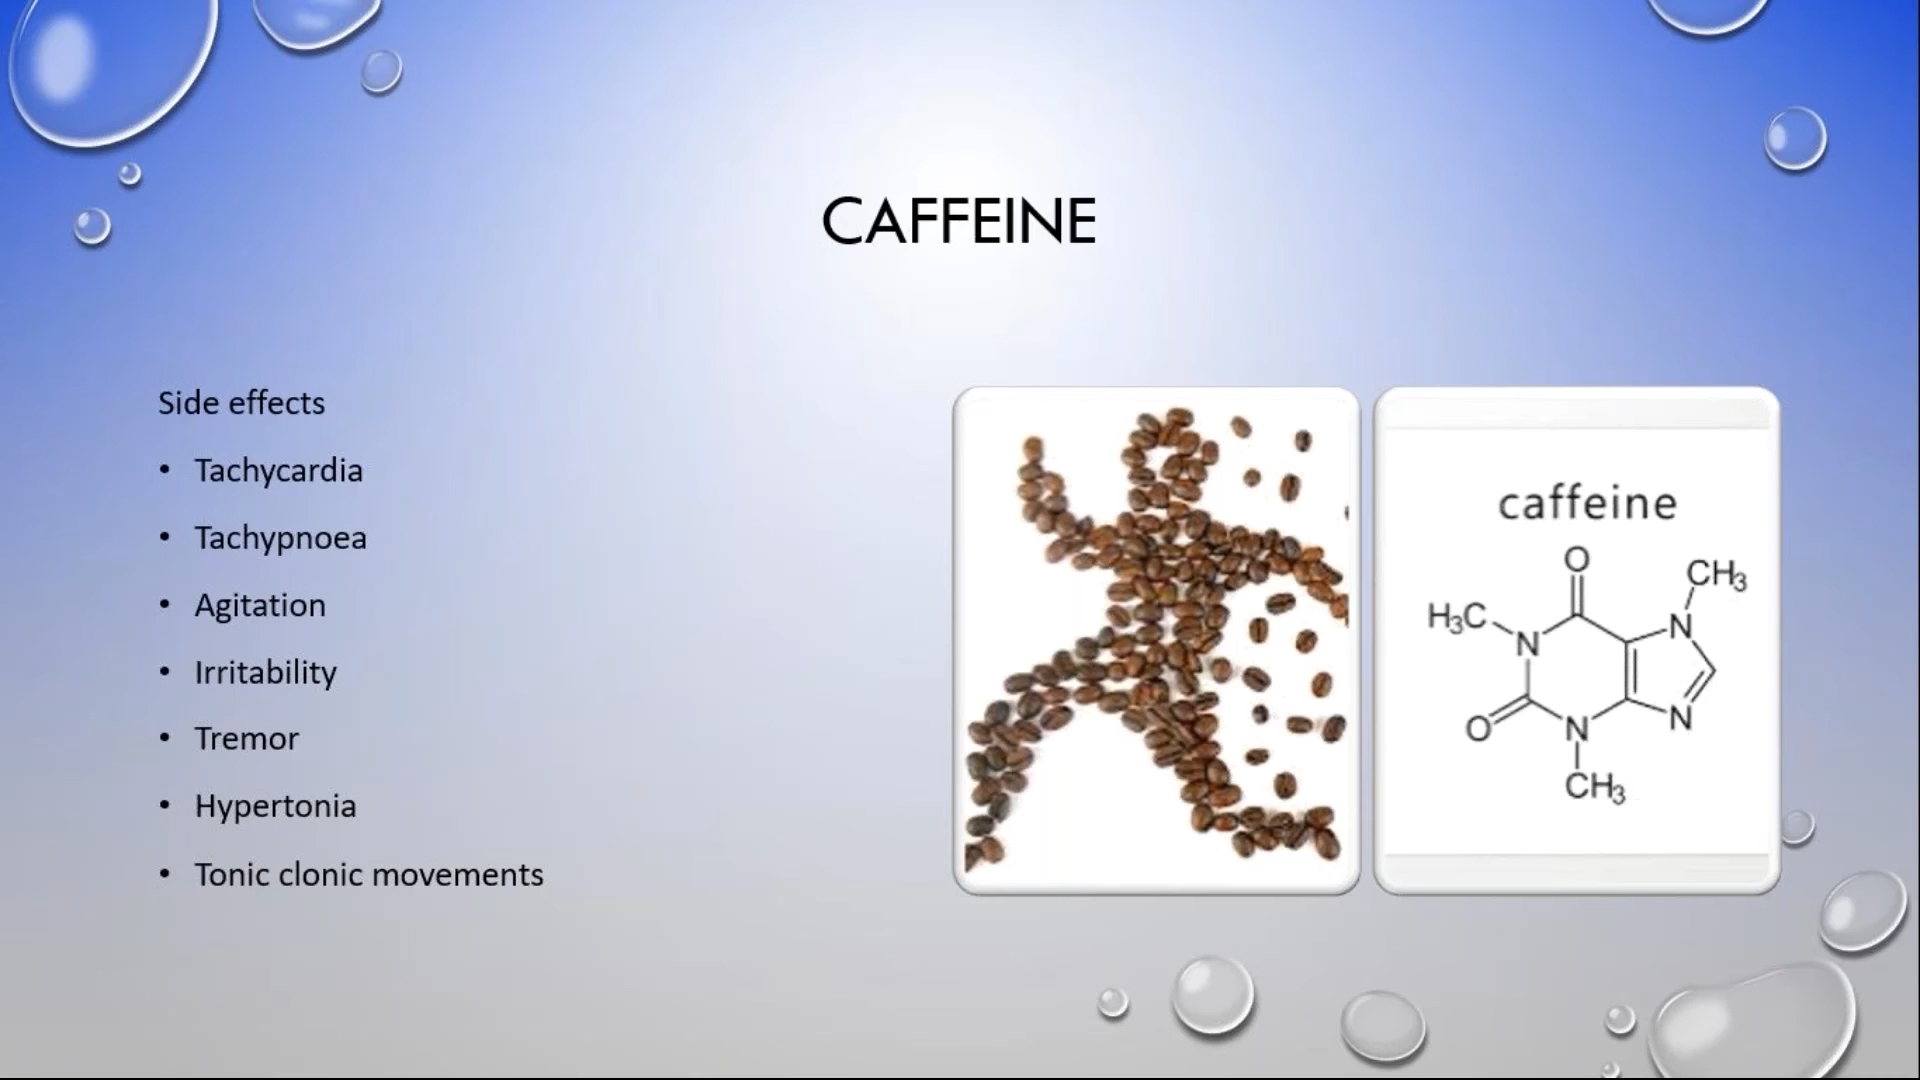 CAFFEINE
Side effects
• Tachycardia
• Tachypnoea
• Agitation
• Irritability
• Tremor
• Hypertonia
• Tonic clonic movements
caffeine
O
CH3
H3C
N
N
O
N
N
CH3